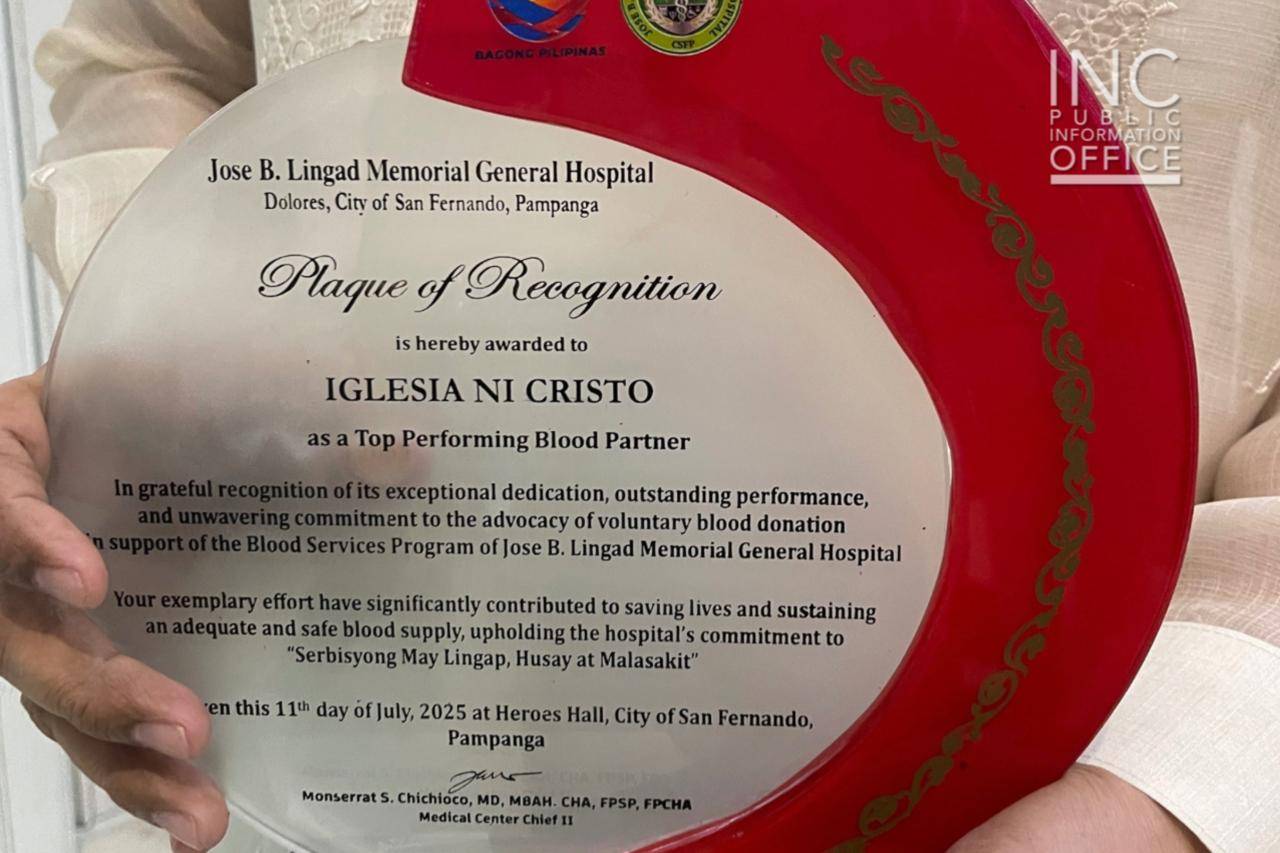 BAGONG PILIPINAS
CSFP
INC
PUBLIC
INFORMATION
OFFICE
Jose B. Lingad Memorial General Hospital
Dolores, City of San Fernando, Pampanga
Plaque of Recognition
is hereby awarded to
IGLESIA NI CRISTO
as a Top Performing Blood Partner
In grateful recognition of its exceptional dedication, outstanding performance,
and unwavering commitment to the advocacy of voluntary blood donation
n support of the Blood Services Program of Jose B. Lingad Memorial General Hospital
Your exemplary effort have significantly contributed to saving lives and sustaining
an adequate and safe blood supply, upholding the hospital's commitment to
"Serbisyong May Lingap, Husay at Malasakit"
en this 11th day of July, 2025 at Heroes Hall, City of San Fernando,
Pampanga
Monserrat S. Chichioco, MD, MBAH. CHA, FPSP, FPCHA
Medical Center Chief II